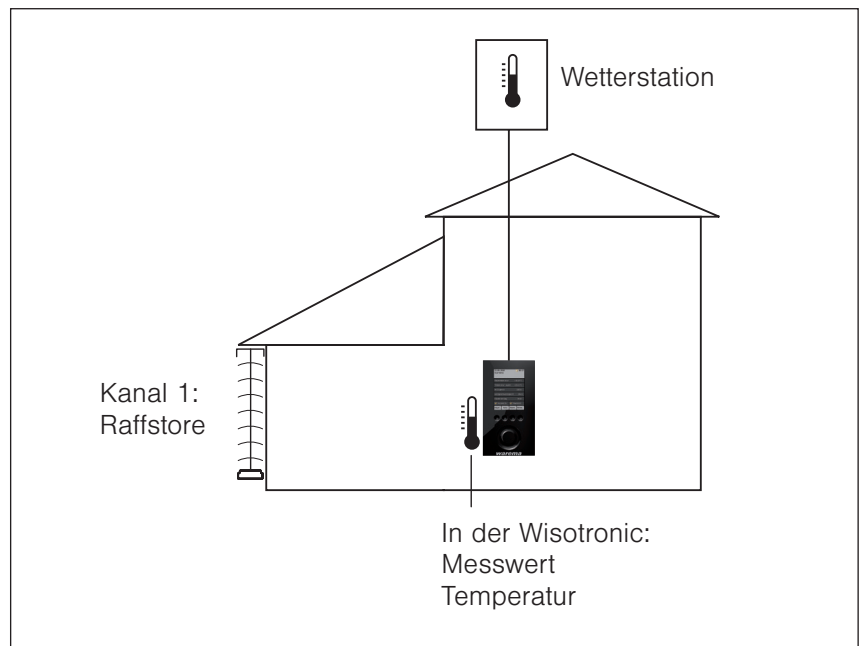 Wetterstation
Kanal 1:
Raffstore
warema
In der Wisotronic:
Messwert
Temperatur